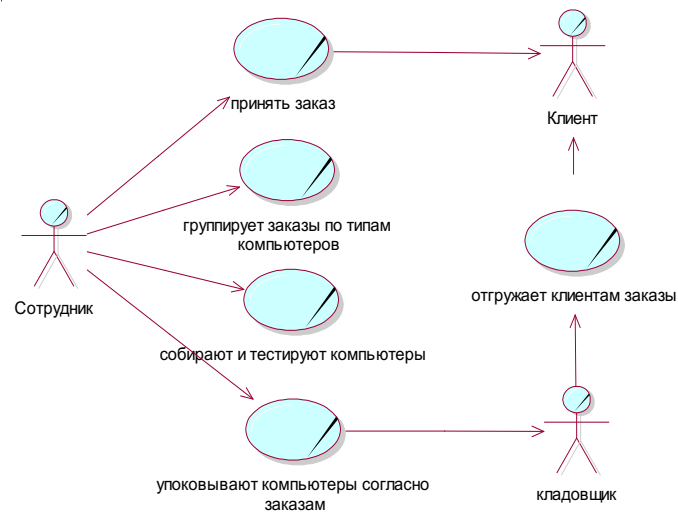 принять заказ
Клиент
группирует заказы по типам
компьютеров
Сотрудник
отгружает клиентам заказы
собирают и тестируют компьютеры
упоковывают компьютеры согласно
заказам
кладовщик